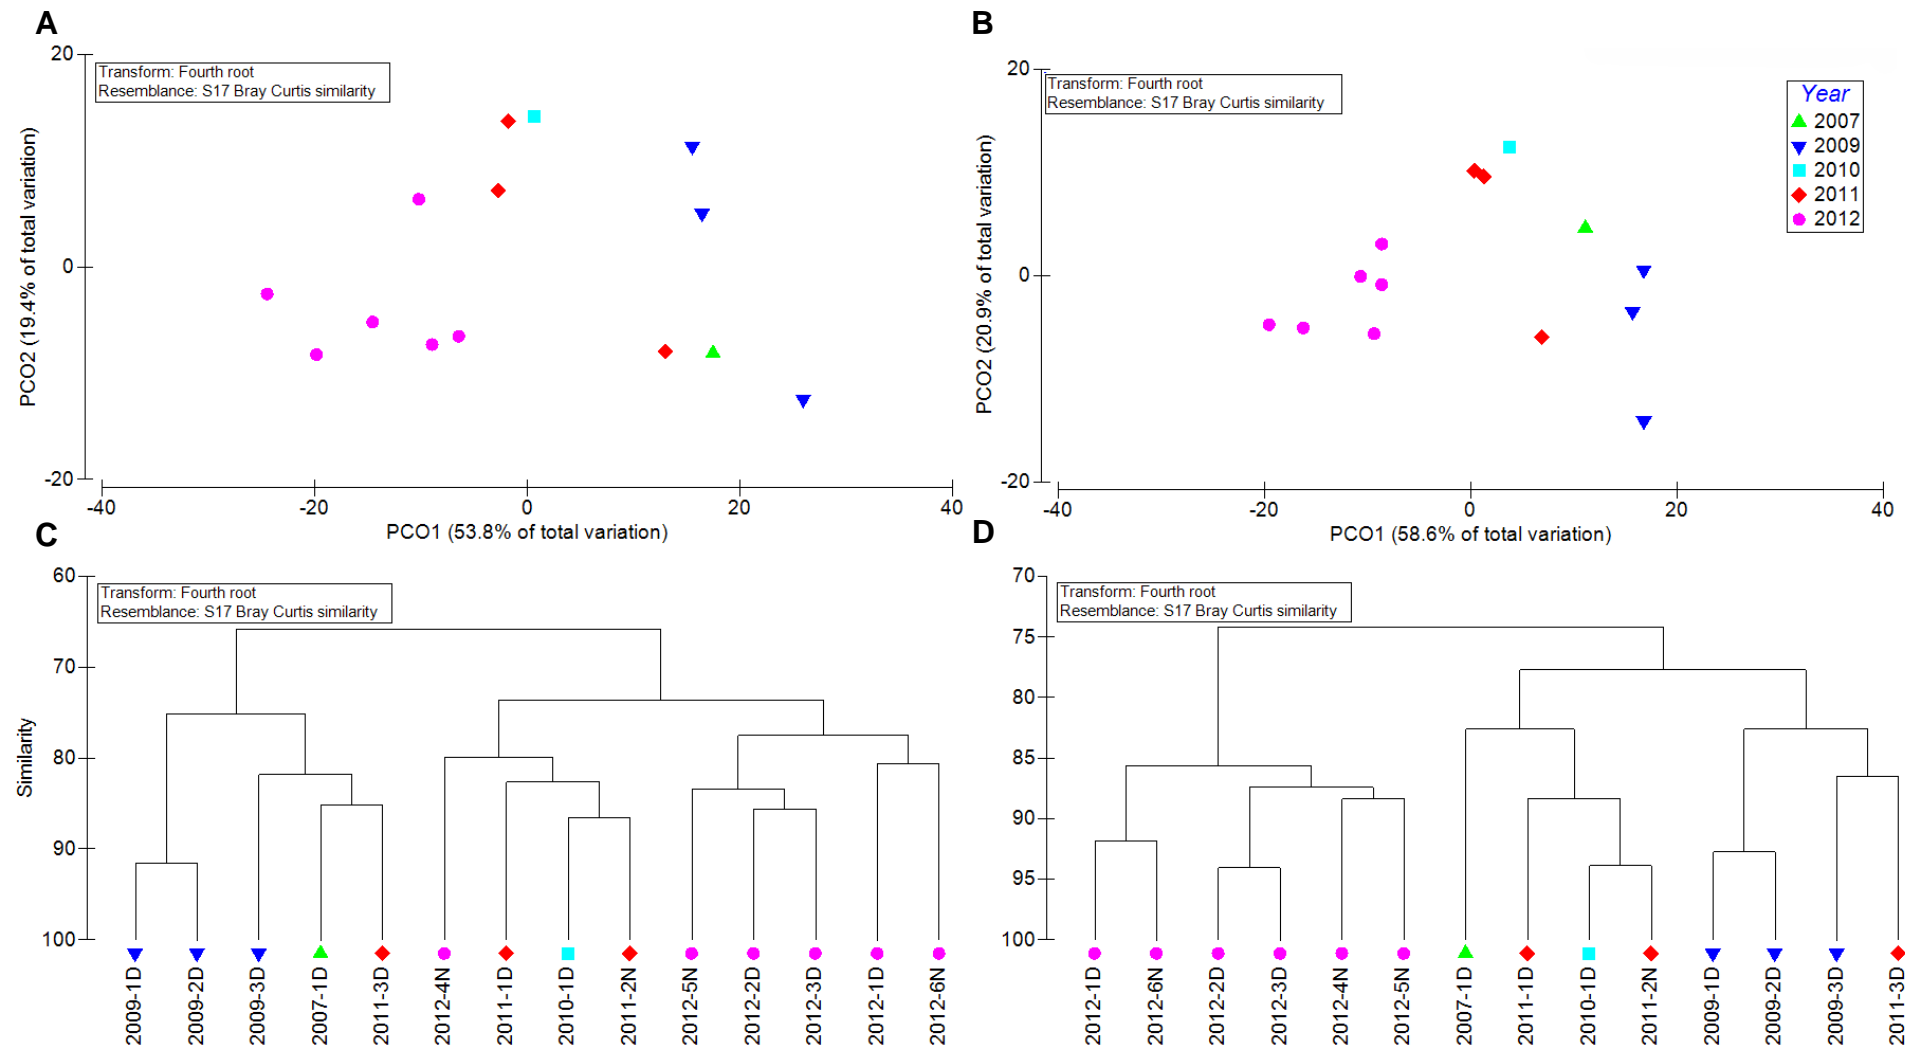 A
Transform: Fourth root
Resemblance: S17 Bray Curtis similarity
20
0
-20
PCO2 (19.4% of total variation)
-40 -20 0 20 40
PCO1 (53.8% of total variation)
B
Transform: Fourth root
Resemblance: S17 Bray Curtis similarity
Year
2007
2009
2010
2011
2012
20
0
-20
PCO2 (20.9% of total variation)
-40 -20 0 20 40
PCO1 (58.6% of total variation)
C
Transform: Fourth root
Resemblance: S17 Bray Curtis similarity
60
70
80
90
100
Similarity
2009-1D
2009-2D
2009-3D
2007-1D
2011-3D
2012-4N
2011-1D
2010-1D
2011-2N
2012-5N
2012-2D
2012-3D
2012-1D
2012-6N
D
Transform: Fourth root
Resemblance: S17 Bray Curtis similarity
70
75
80
85
90
95
100
2012-1D
2012-6N
2012-2D
2012-3D
2012-4N
2012-5N
2007-1D
2011-1D
2010-1D
2011-2N
2009-1D
2009-2D
2009-3D
2011-3D